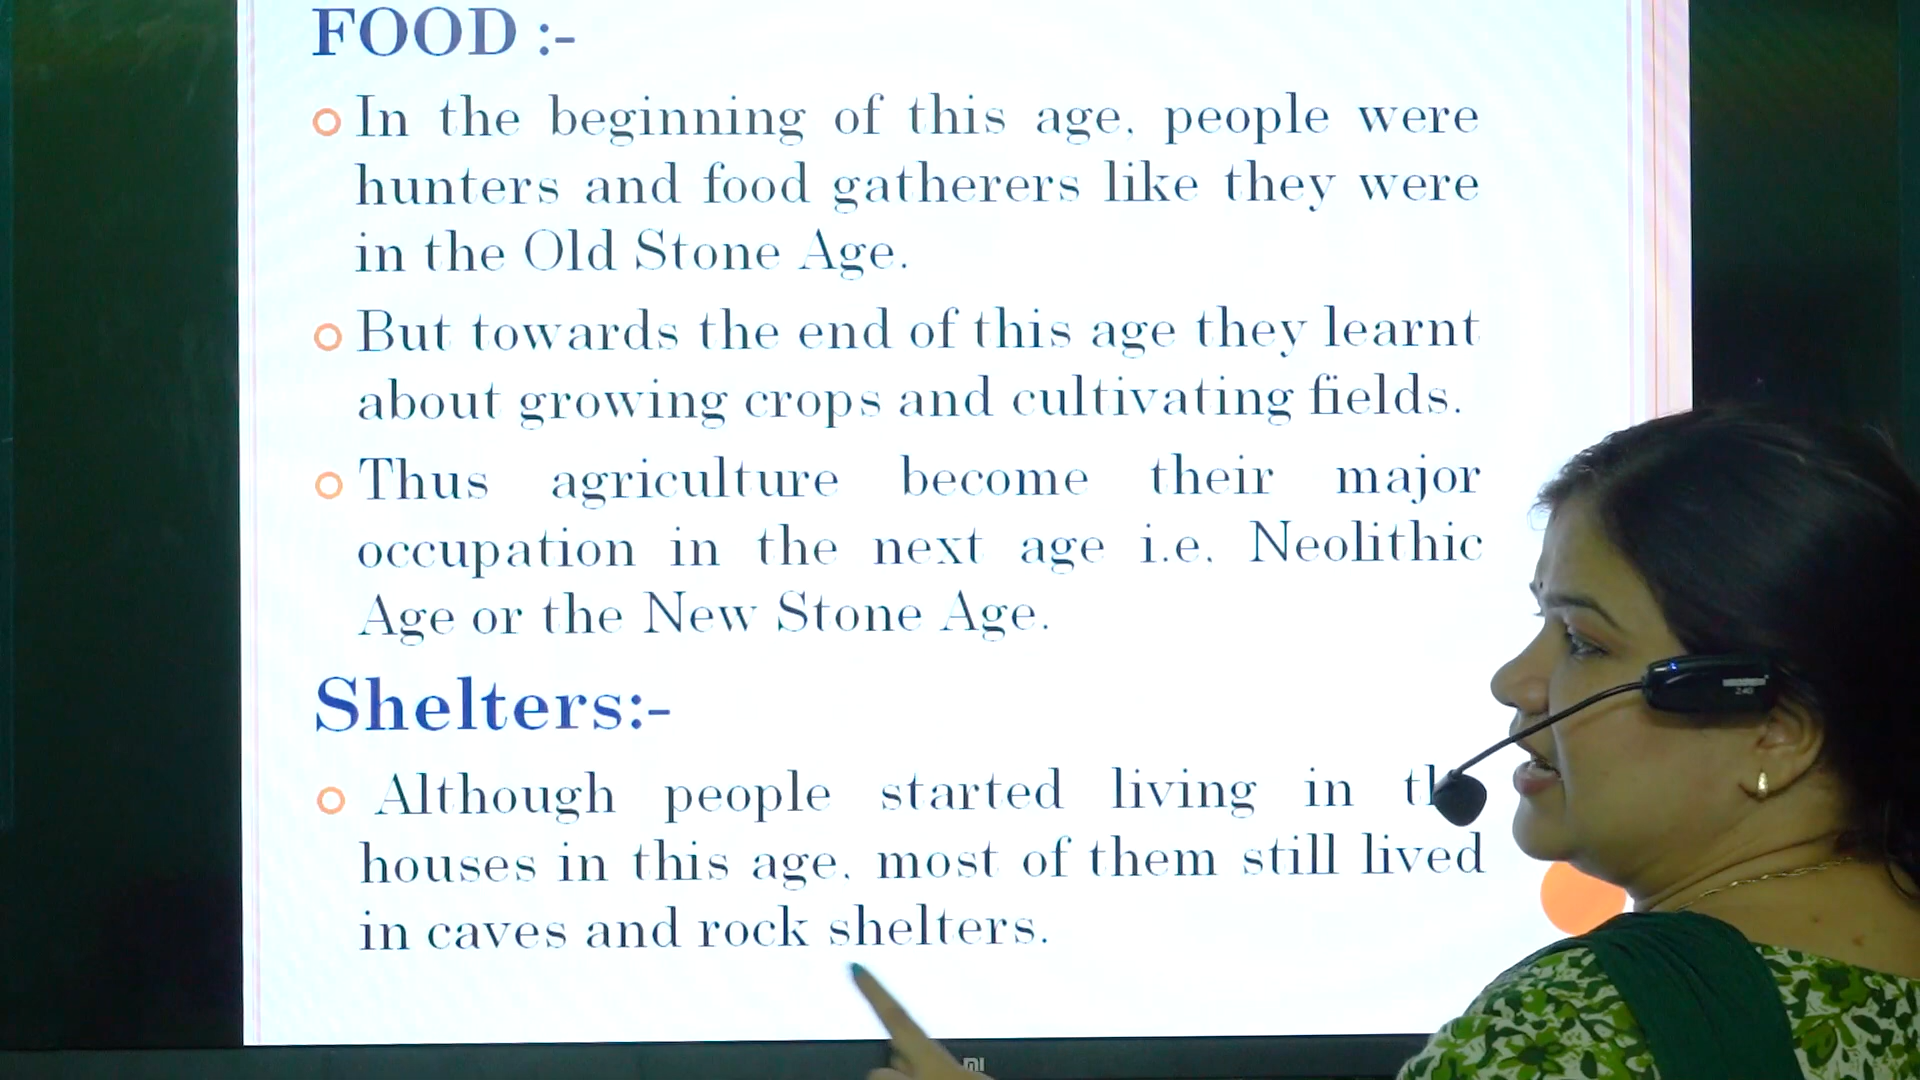 FOOD :-
In the beginning of this age, people were
hunters and food gatherers like they were
in the Old Stone Age.
But towards the end of this age they learnt
about growing crops and cultivating fields.
Thus agriculture become their major
occupation in the next age i.e. Neolithic
Age or the New Stone Age.
Shelters:-
Although people started living in
houses in this age, most of them still lived
in caves and rock shelters.
mi